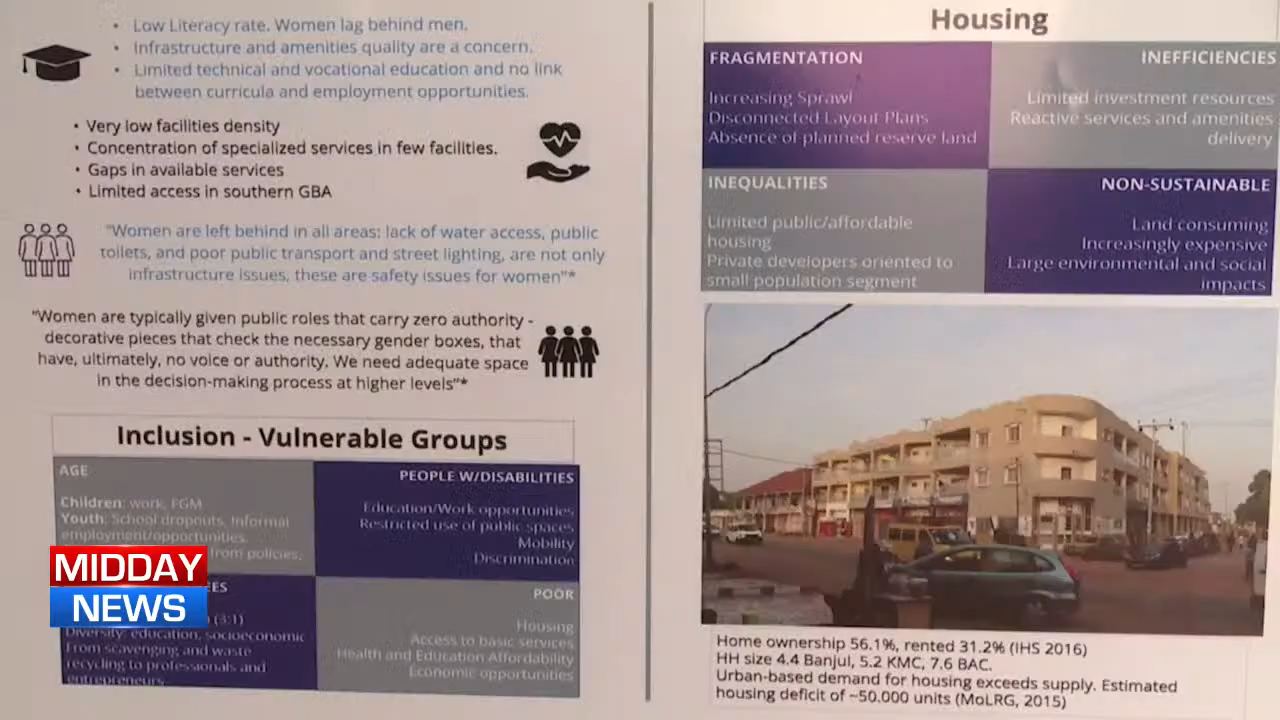 • Low Literacy rate. Women lag behind men.
• Infrastructure and amenities quality are a concern.
• Limited technical and vocational education and no link
between curricula and employment opportunities.
• Very low facilities density
• Concentration of specialized services in few facilities.
• Gaps in available services
• Limited access in southern GBA
"Women are left behind in all areas: lack of water access, public
toilets, and poor public transport and street lighting, are not only
infrastructure issues, these are safety issues for women"*
"Women are typically given public roles that carry zero authority -
decorative pieces that check the necessary gender boxes, that
have, ultimately, no voice or authority. We need adequate space
in the decision-making process at higher levels"*
Inclusion - Vulnerable Groups
AGE
Children: work, FGM
Youth: School dropouts, Informal
employment/opportunities.
from policies.
PEOPLE W/DISABILITIES
Education/Work opportunities
Restricted use of public spaces
Mobility
Discrimination
(3:1)
Diversity: education, socioeconomic
From scavenging and waste
recycling to professionals and
entrepreneurs
POOR
Housing
Access to basic services
Health and Education Affordability
Economic opportunities
MIDDAY
NEWS
Housing
FRAGMENTATION
Increasing Sprawl
Disconnected Layout Plans
Absence of planned reserve land
INEFFICIENCIES
Limited investment resources
Reactive services and amenities
delivery
INEQUALITIES
Limited public/affordable
housing
Private developers oriented to
small population segment
NON-SUSTAINABLE
Land consuming
Increasingly expensive
Large environmental and social
impacts
Home ownership 56.1%, rented 31.2% (IHS 2016)
HH size 4.4 Banjul, 5.2 KMC, 7.6 BAC.
Urban-based demand for housing exceeds supply. Estimated
housing deficit of ~50.000 units (MoLRG, 2015)